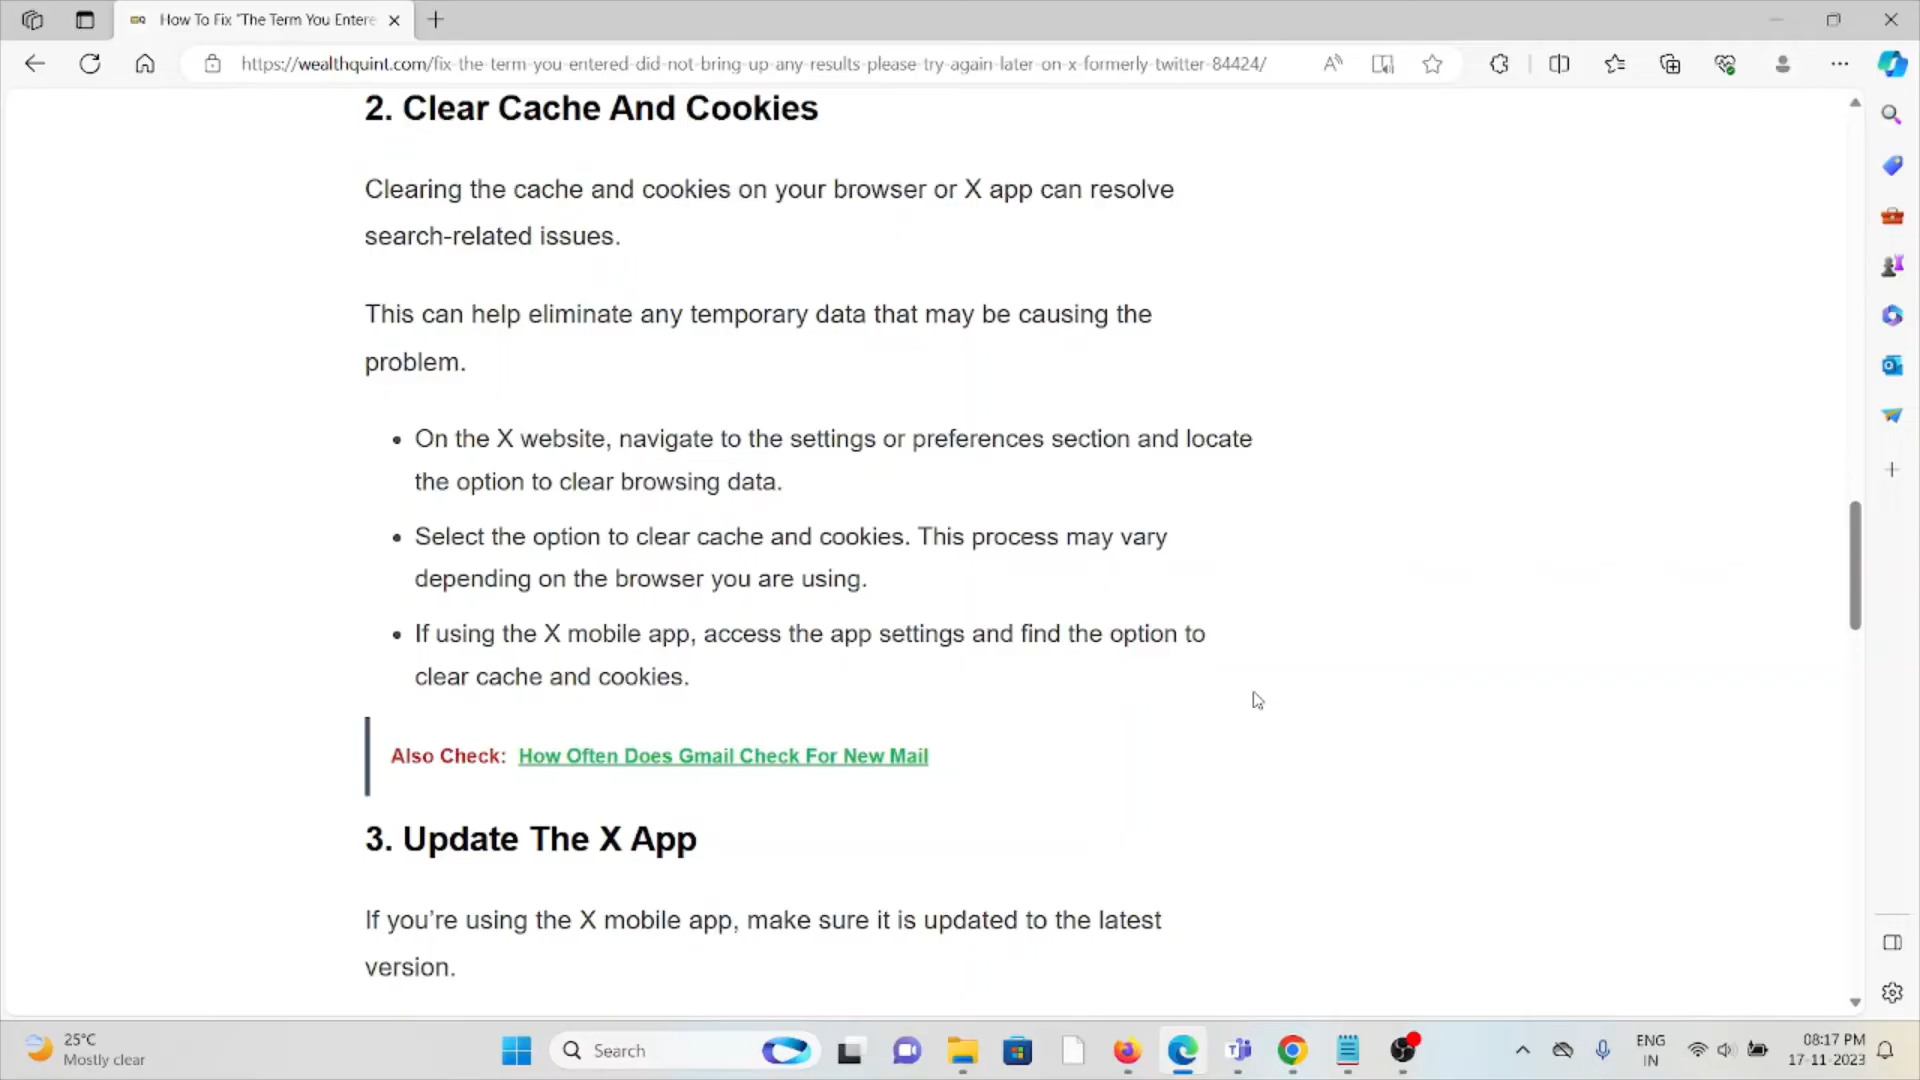 How To Fix "The Term You Entere
https://wealthquint.com/fix-the-term-you-entered-did-not-bring-up-any-results-please-try-again-later-on-x-formerly-twitter-84424/
2. Clear Cache And Cookies
Clearing the cache and cookies on your browser or X app can resolve
search-related issues.
This can help eliminate any temporary data that may be causing the
problem.
• On the X website, navigate to the settings or preferences section and locate
the option to clear browsing data.
• Select the option to clear cache and cookies. This process may vary
depending on the browser you are using.
• If using the X mobile app, access the app settings and find the option to
clear cache and cookies.
Also Check: How Often Does Gmail Check For New Mail
3. Update The X App
If you’re using the X mobile app, make sure it is updated to the latest
version.
25°C
Mostly clear
Search
ENG
IN
08:17 PM
17-11-2023